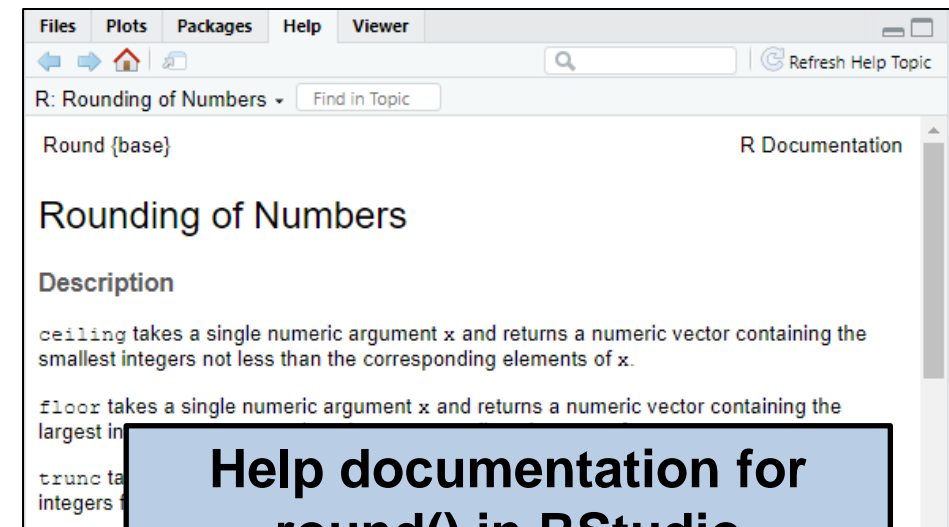 Files Plots Packages Help Viewer
Refresh Help Topic
R: Rounding of Numbers Find in Topic
Round {base} R Documentation
Rounding of Numbers
Description
ceiling takes a single numeric argument x and returns a numeric vector containing the
smallest integers not less than the corresponding elements of x.
floor takes a single numeric argument x and returns a numeric vector containing the
largest in
trunc ta
integers f
Help documentation for
round() in RStudio